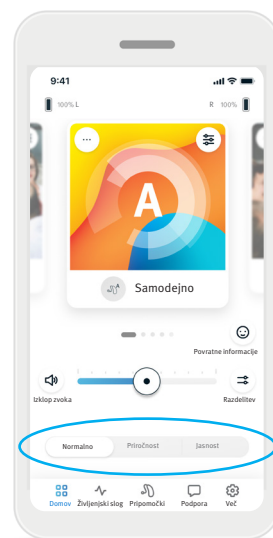 9:41
100% L
R 100%
A
Samodejno
Povratne informacije
Izklop zvoka
Razdelitev
Normalno Priročnost Jasnost
Domov Življenjski slog Pripomočki Podpora Več